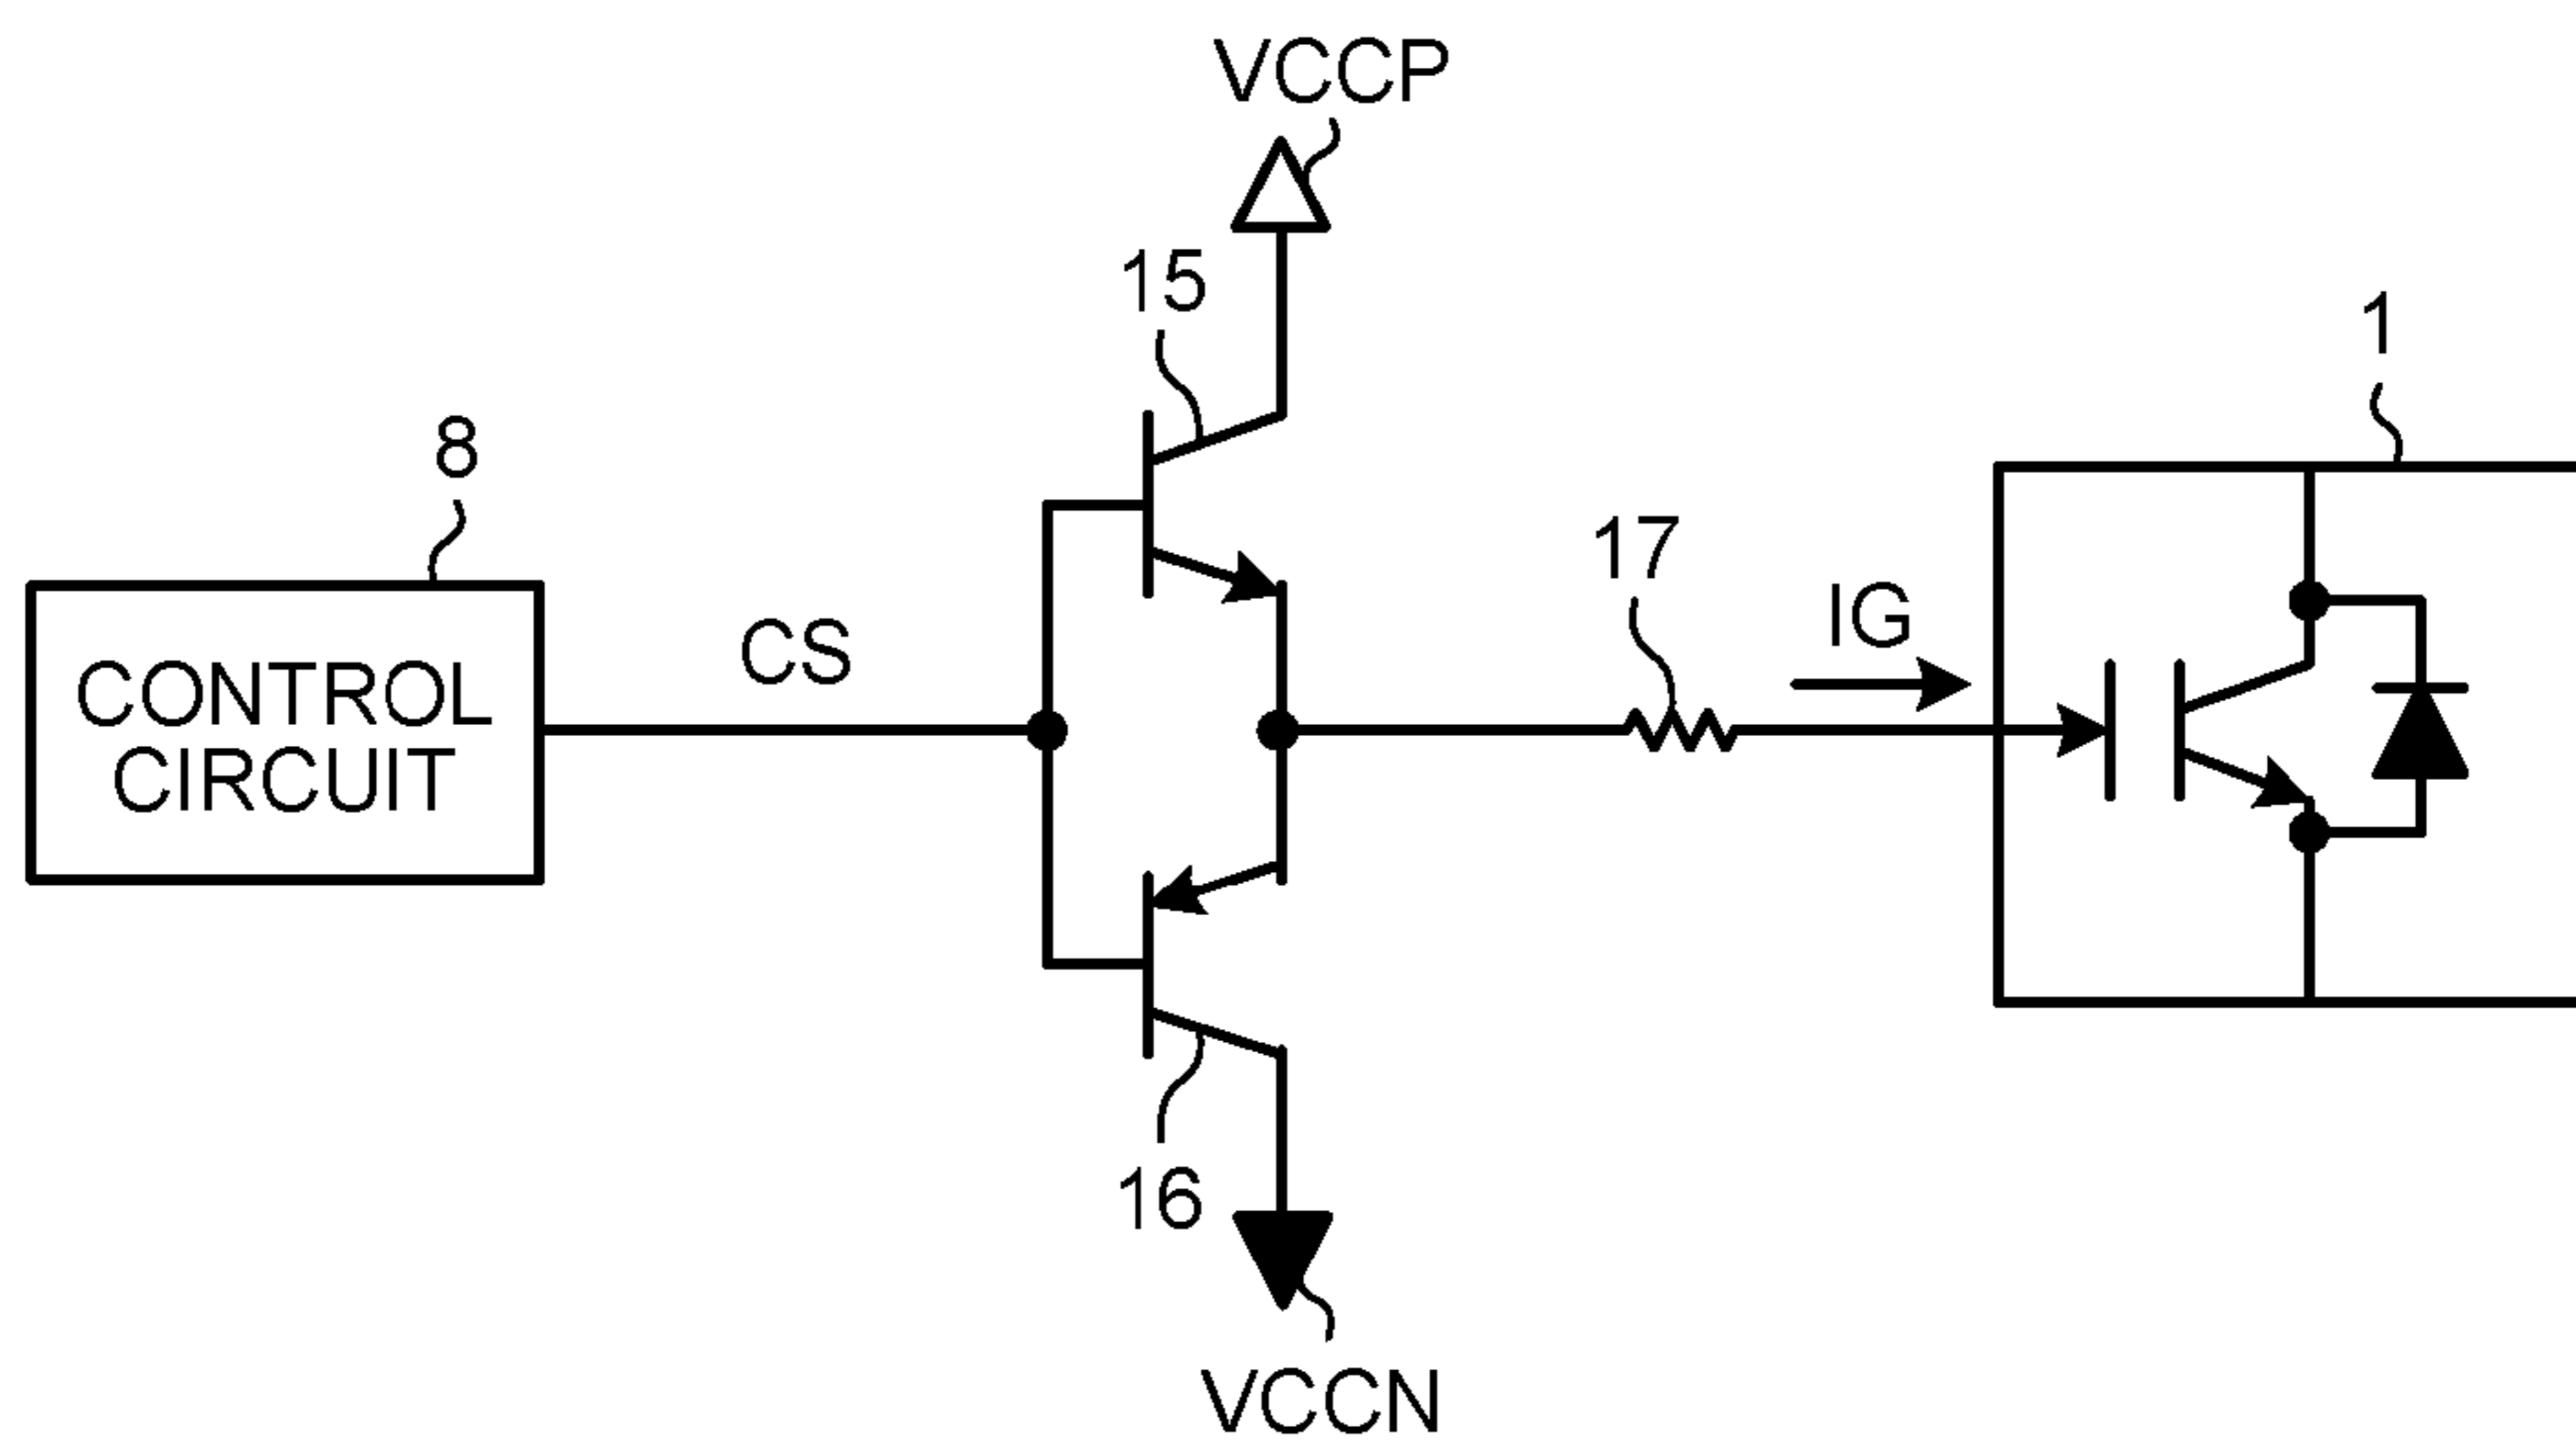 VCCP
15
1
8
17
IG
CS
CONTROL
CIRCUIT
16
VCCN